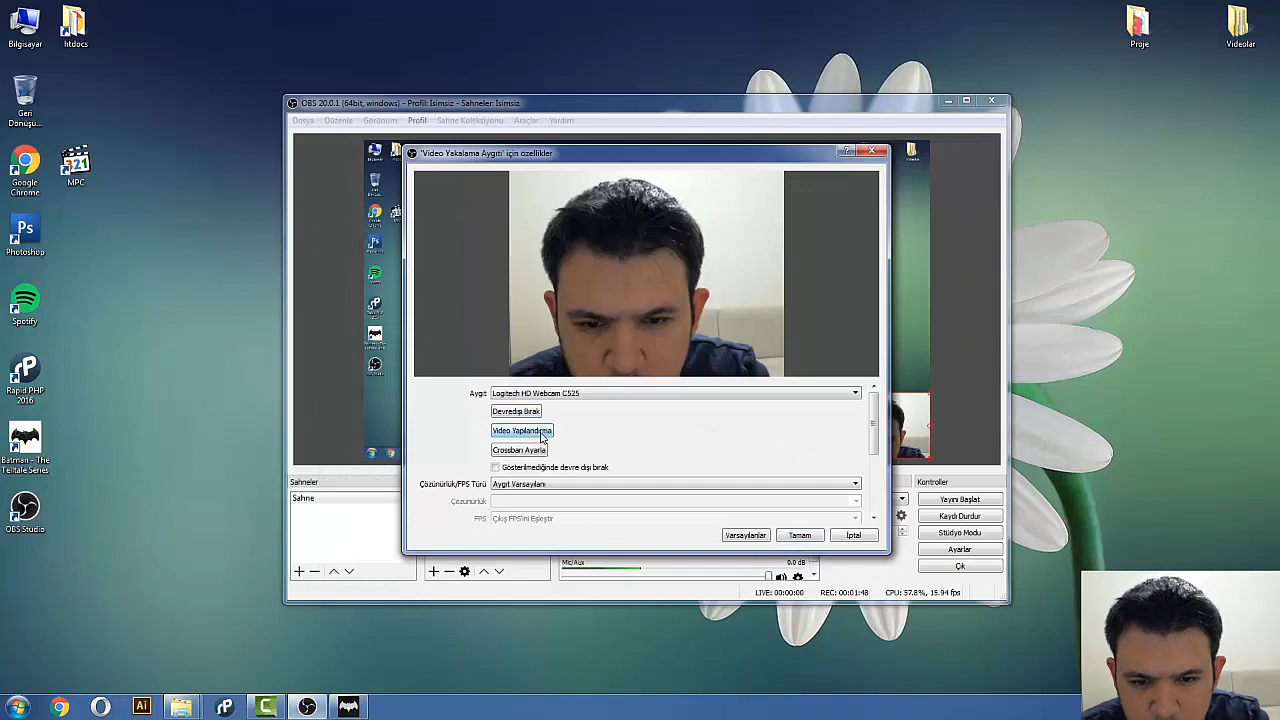 Bilgisayar
htdocs
Proje
Videolar
Geri
Dönüşü...
Google
Chrome
MPC
Photoshop
Spotify
Rapid PHP
2016
Batman - The
Telltale Series
OBS Studio
OBS 20.0.1 (64bit, windows) - Profil: İsimsiz - Sahneler: İsimsiz
Dosya Düzenle Görünüm Profil Sahne Koleksiyonu Araçlar Yardım
'Video Yakalama Aygıtı' için özellikler
Aygıt Logitech HD Webcam C525
Devredışı Bırak
Video Yapılandırma
Crossbarı Ayarla
Gösterilmediğinde devre dışı bırak
Çözünürlük/FPS Türü Aygıt Varsayılanı
Çözünürlük
FPS Çıkış FPS'ini Eşleştir
Varsayılanlar Tamam İptal
Sahneler
Sahne
Kontroller
Yayını Başlat
Kaydı Durdur
Stüdyo Modu
Ayarlar
Çık
Mic/Aux 0.0 dB
LIVE: 00:00:00 REC: 00:01:48 CPU: 57.8%, 15.94 fps